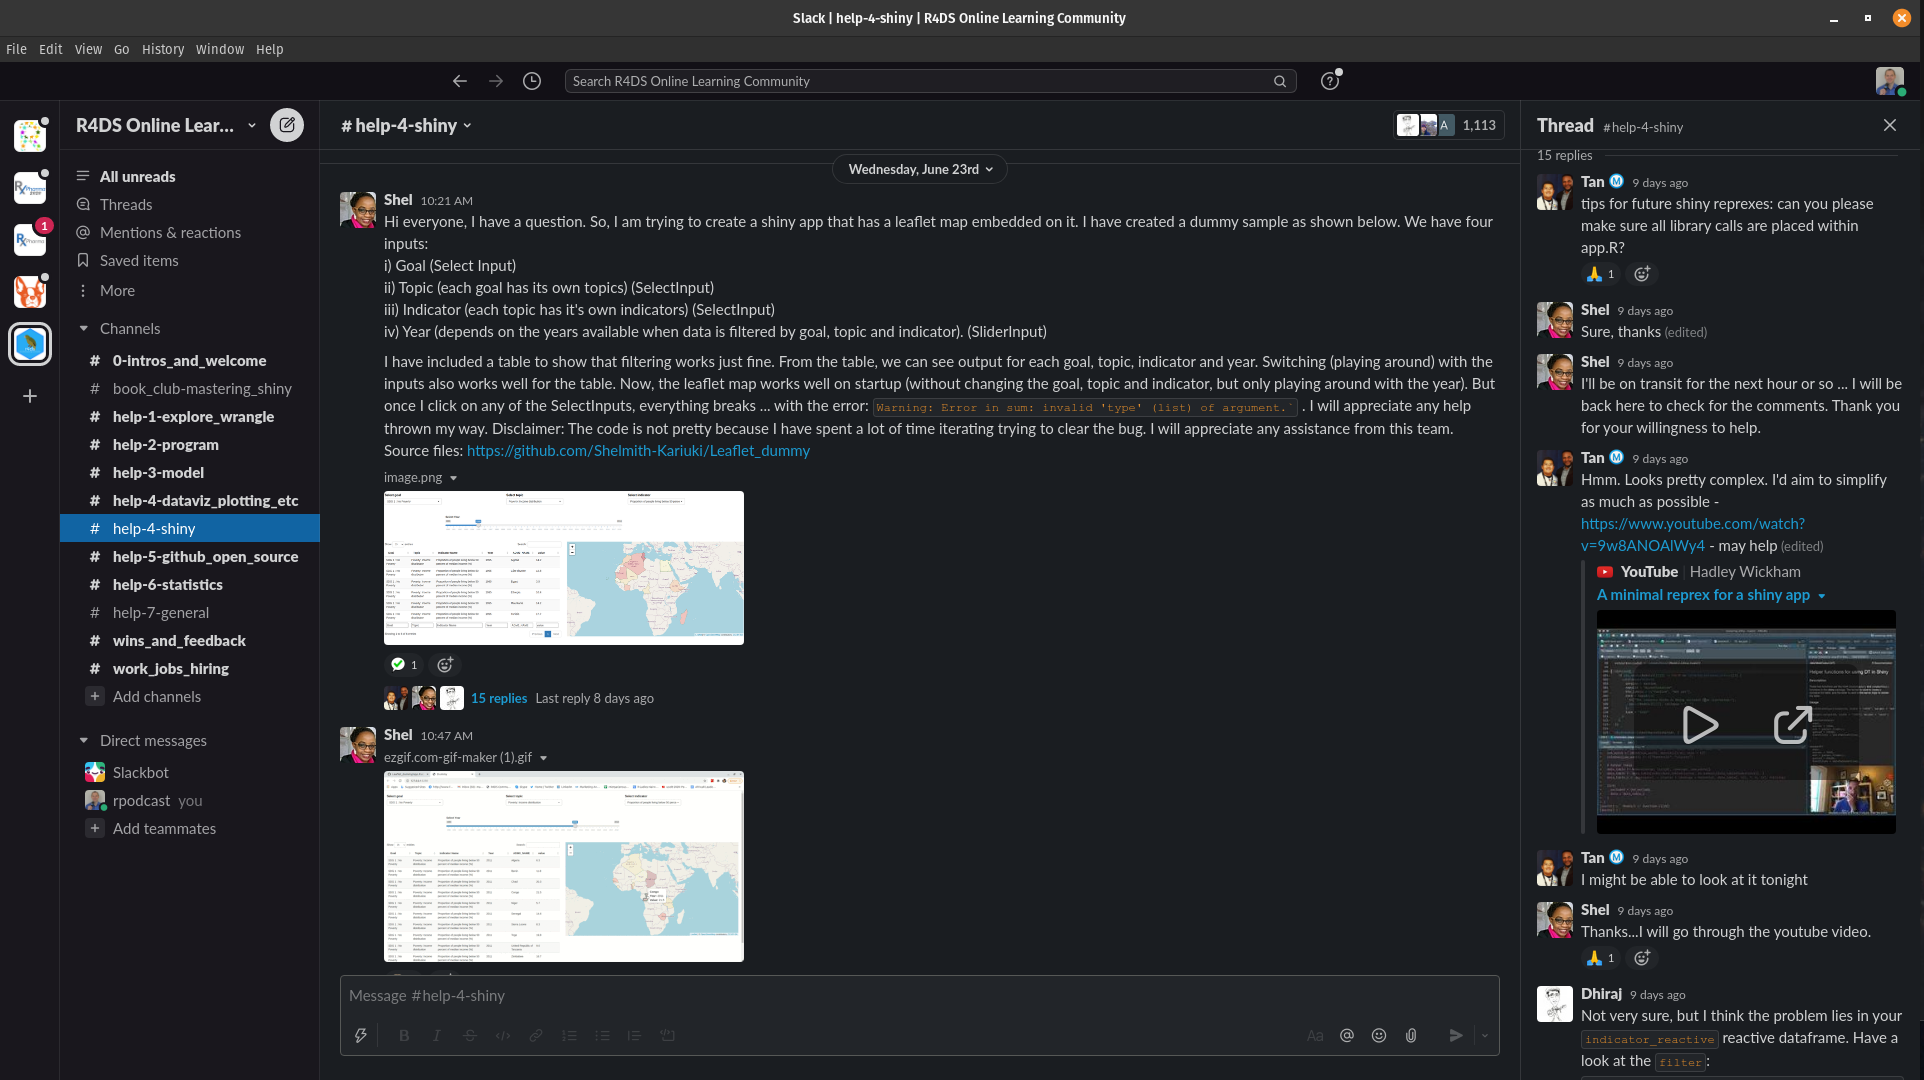 Slack | help-4-shiny | R4DS Online Learning Community
File Edit View Go History Window Help
Search R4DS Online Learning Community
1
R4DS Online Lear...
All unreads
Threads
Mentions & reactions
Saved items
More
Channels
# 0-intros_and_welcome
# book_club-mastering_shiny
# help-1-explore_wrangle
# help-2-program
# help-3-model
# help-4-dataviz_plotting_etc
# help-4-shiny
# help-5-github_open_source
# help-6-statistics
# help-7-general
# wins_and_feedback
# work_jobs_hiring
+ Add channels
Direct messages
Slackbot
rpodcast you
+ Add teammates
# help-4-shiny
A 1,113
Wednesday, June 23rd
Shel 10:21 AM
Hi everyone, I have a question. So, I am trying to create a shiny app that has a leaflet map embedded on it. I have created a dummy sample as shown below. We have four
inputs:
i) Goal (Select Input)
ii) Topic (each goal has its own topics) (SelectInput)
iii) Indicator (each topic has it's own indicators) (SelectInput)
iv) Year (depends on the years available when data is filtered by goal, topic and indicator). (SliderInput)
I have included a table to show that filtering works just fine. From the table, we can see output for each goal, topic, indicator and year. Switching (playing around) with the
inputs also works well for the table. Now, the leaflet map works well on startup (without changing the goal, topic and indicator, but only playing around with the year). But
once I click on any of the SelectInputs, everything breaks ... with the error: Warning: Error in sum: invalid 'type' (list) of argument.` . I will appreciate any help
thrown my way. Disclaimer: The code is not pretty because I have spent a lot of time iterating trying to clear the bug. I will appreciate any assistance from this team.
Source files: https://github.com/Shelmith-Kariuki/Leaflet_dummy
image.png
Select goal Select topic Select indicator
1
15 replies Last reply 8 days ago
Shel 10:47 AM
ezgif.com-gif-maker (1).gif
Message #help-4-shiny
Aa
Thread #help-4-shiny
15 replies
Tan 9 days ago
tips for future shiny reprexes: can you please
make sure all library calls are placed within
app.R?
1
Shel 9 days ago
Sure, thanks (edited)
Shel 9 days ago
I'll be on transit for the next hour or so ... I will be
back here to check for the comments. Thank you
for your willingness to help.
Tan 9 days ago
Hmm. Looks pretty complex. I'd aim to simplify
as much as possible -
https://www.youtube.com/watch?
v=9w8ANOAlWy4 - may help (edited)
YouTube | Hadley Wickham
A minimal reprex for a shiny app
Tan 9 days ago
I might be able to look at it tonight
Shel 9 days ago
Thanks...I will go through the youtube video.
1
Dhiraj 9 days ago
Not very sure, but I think the problem lies in your
indicator_reactive reactive dataframe. Have a
look at the filter :